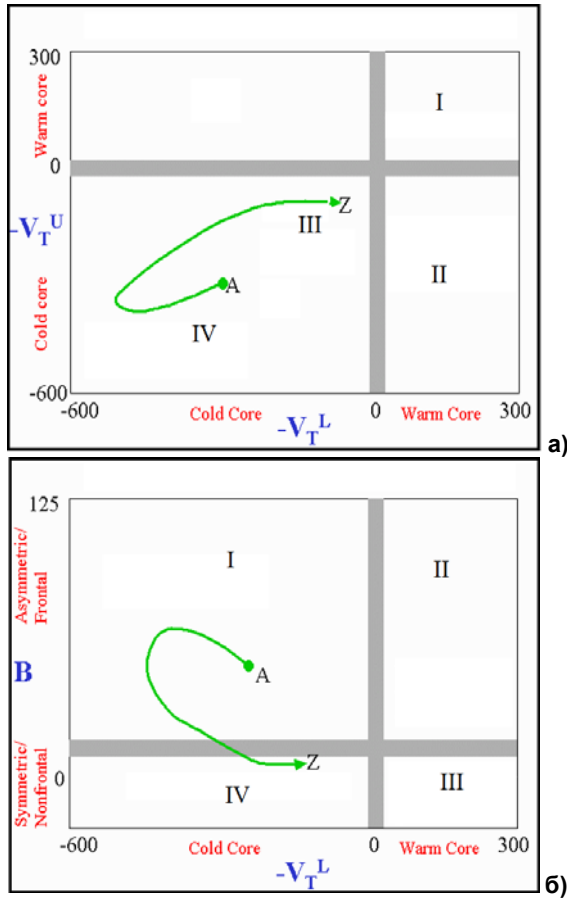 300
Warm core
I
0
-V_T^U
Z
III
A
II
Cold core
IV
-600
-600
Cold Core
0
Warm Core
300
-V_T^L
а)
125
Asymmetric/
Frontal
I
II
B
A
Symmetric/
Nonfrontal
0
Z
IV
III
-600
Cold Core
0
Warm Core
300
-V_T^L
б)